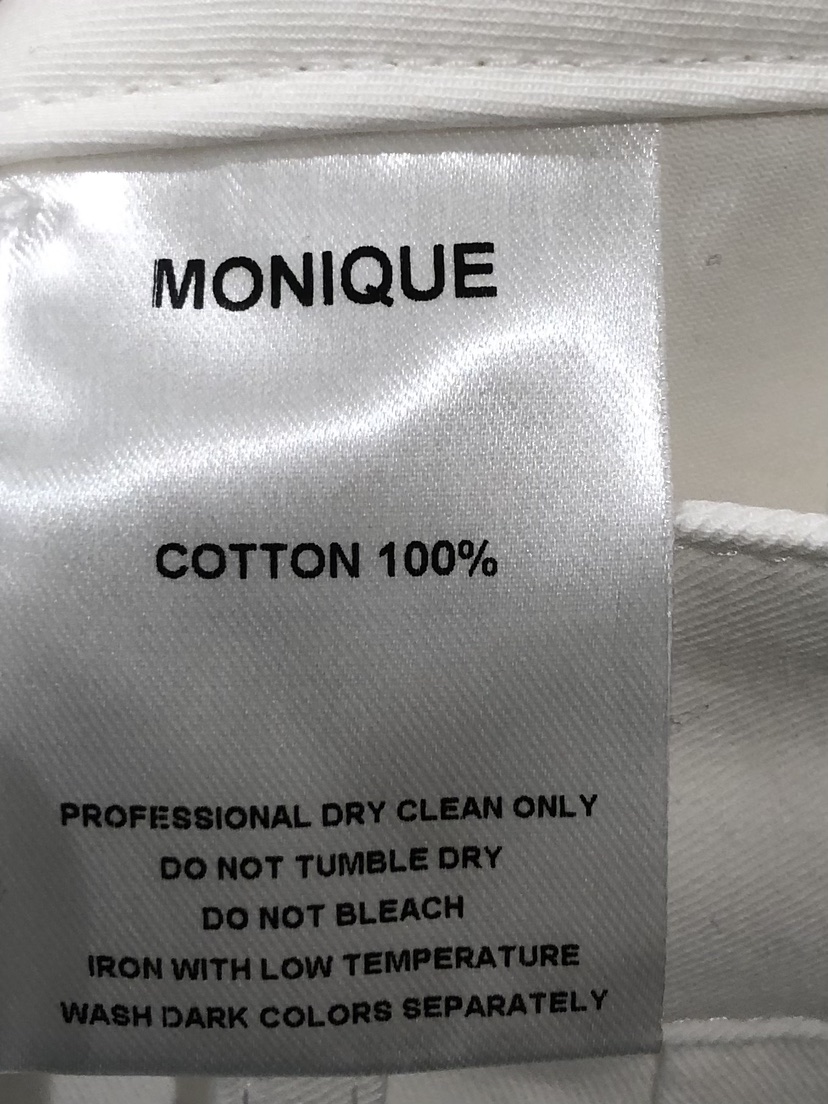 MONIQUE
COTTON 100%
PROFESSIONAL DRY CLEAN ONLY
DO NOT TUMBLE DRY
DO NOT BLEACH
IRON WITH LOW TEMPERATURE
WASH DARK COLORS SEPARATELY